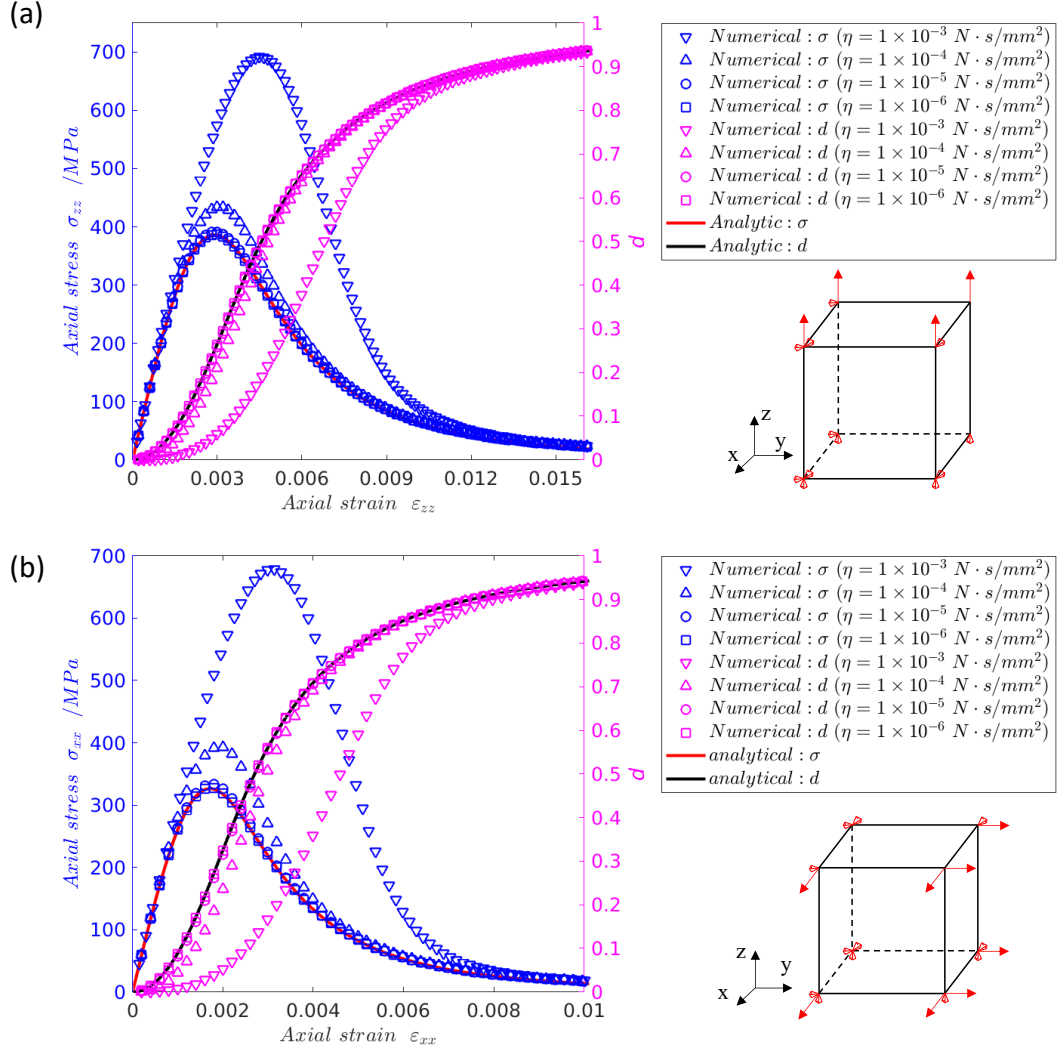 (a)
700
600
500
400
300
200
100
0
Axial stress σzz /MPa
0
0.003
0.006
0.009
0.012
0.015
Axial strain εzz
1
0.9
0.8
0.7
0.6
0.5
0.4
0.3
0.2
0.1
0
d
Numerical : σ (η = 1 × 10⁻³ N · s/mm²)
Numerical : σ (η = 1 × 10⁻⁴ N · s/mm²)
Numerical : σ (η = 1 × 10⁻⁵ N · s/mm²)
Numerical : σ (η = 1 × 10⁻⁶ N · s/mm²)
Numerical : d (η = 1 × 10⁻³ N · s/mm²)
Numerical : d (η = 1 × 10⁻⁴ N · s/mm²)
Numerical : d (η = 1 × 10⁻⁵ N · s/mm²)
Numerical : d (η = 1 × 10⁻⁶ N · s/mm²)
Analytic : σ
Analytic : d
z
y
x
(b)
700
600
500
400
300
200
100
0
Axial stress σxx /MPa
0
0.002
0.004
0.006
0.008
0.01
Axial strain εxx
1
0.9
0.8
0.7
0.6
0.5
0.4
0.3
0.2
0.1
0
d
Numerical : σ (η = 1 × 10⁻³ N · s/mm²)
Numerical : σ (η = 1 × 10⁻⁴ N · s/mm²)
Numerical : σ (η = 1 × 10⁻⁵ N · s/mm²)
Numerical : σ (η = 1 × 10⁻⁶ N · s/mm²)
Numerical : d (η = 1 × 10⁻³ N · s/mm²)
Numerical : d (η = 1 × 10⁻⁴ N · s/mm²)
Numerical : d (η = 1 × 10⁻⁵ N · s/mm²)
Numerical : d (η = 1 × 10⁻⁶ N · s/mm²)
analytical : σ
analytical : d
z
y
x